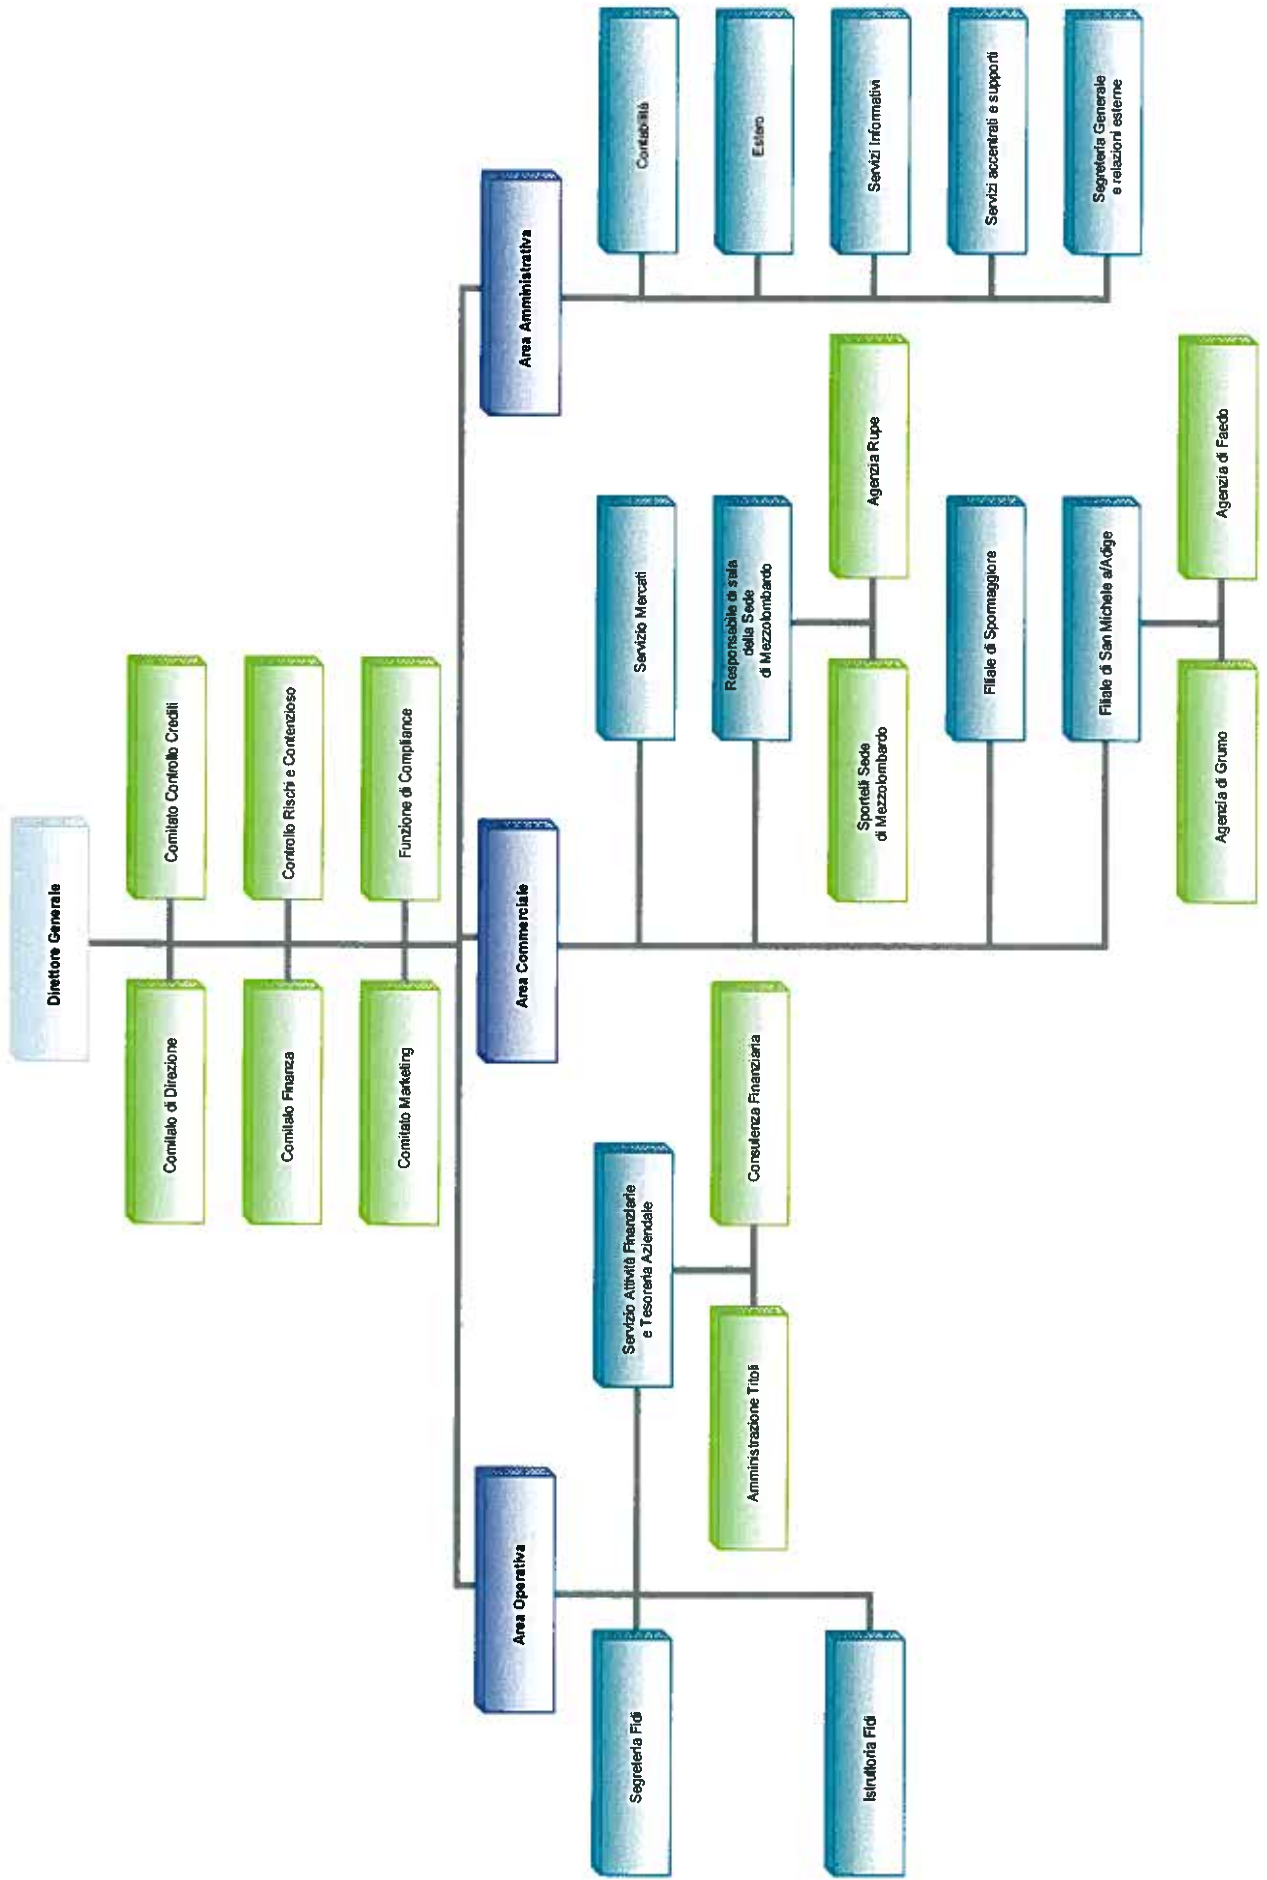 Direttore Generale
Comitato di Direzione
Comitato Controllo Crediti
Comitato Finanza
Controllo Rischi e Contenzioso
Comitato Marketing
Funzione di Compliance
Area Operativa
Area Commerciale
Area Amministrativa
Segreteria Fidi
Servizio Attività Finanziarie
e Tesoreria Aziendale
Amministrazione Titoli
Consulenza Finanziaria
Istruttoria Fidi
Servizio Mercati
Responsabile di sala
della Sede
di Mezzolombardo
Sportelli Sede
di Mezzolombardo
Agenzia Rupe
Filiale di Spormaggiore
Filiale di San Michele a/Adige
Agenzia di Grumo
Agenzia di Faedo
Contabilità
Estero
Servizi Informativi
Servizi accentrati e supporti
Segreteria Generale
e relazioni esterne